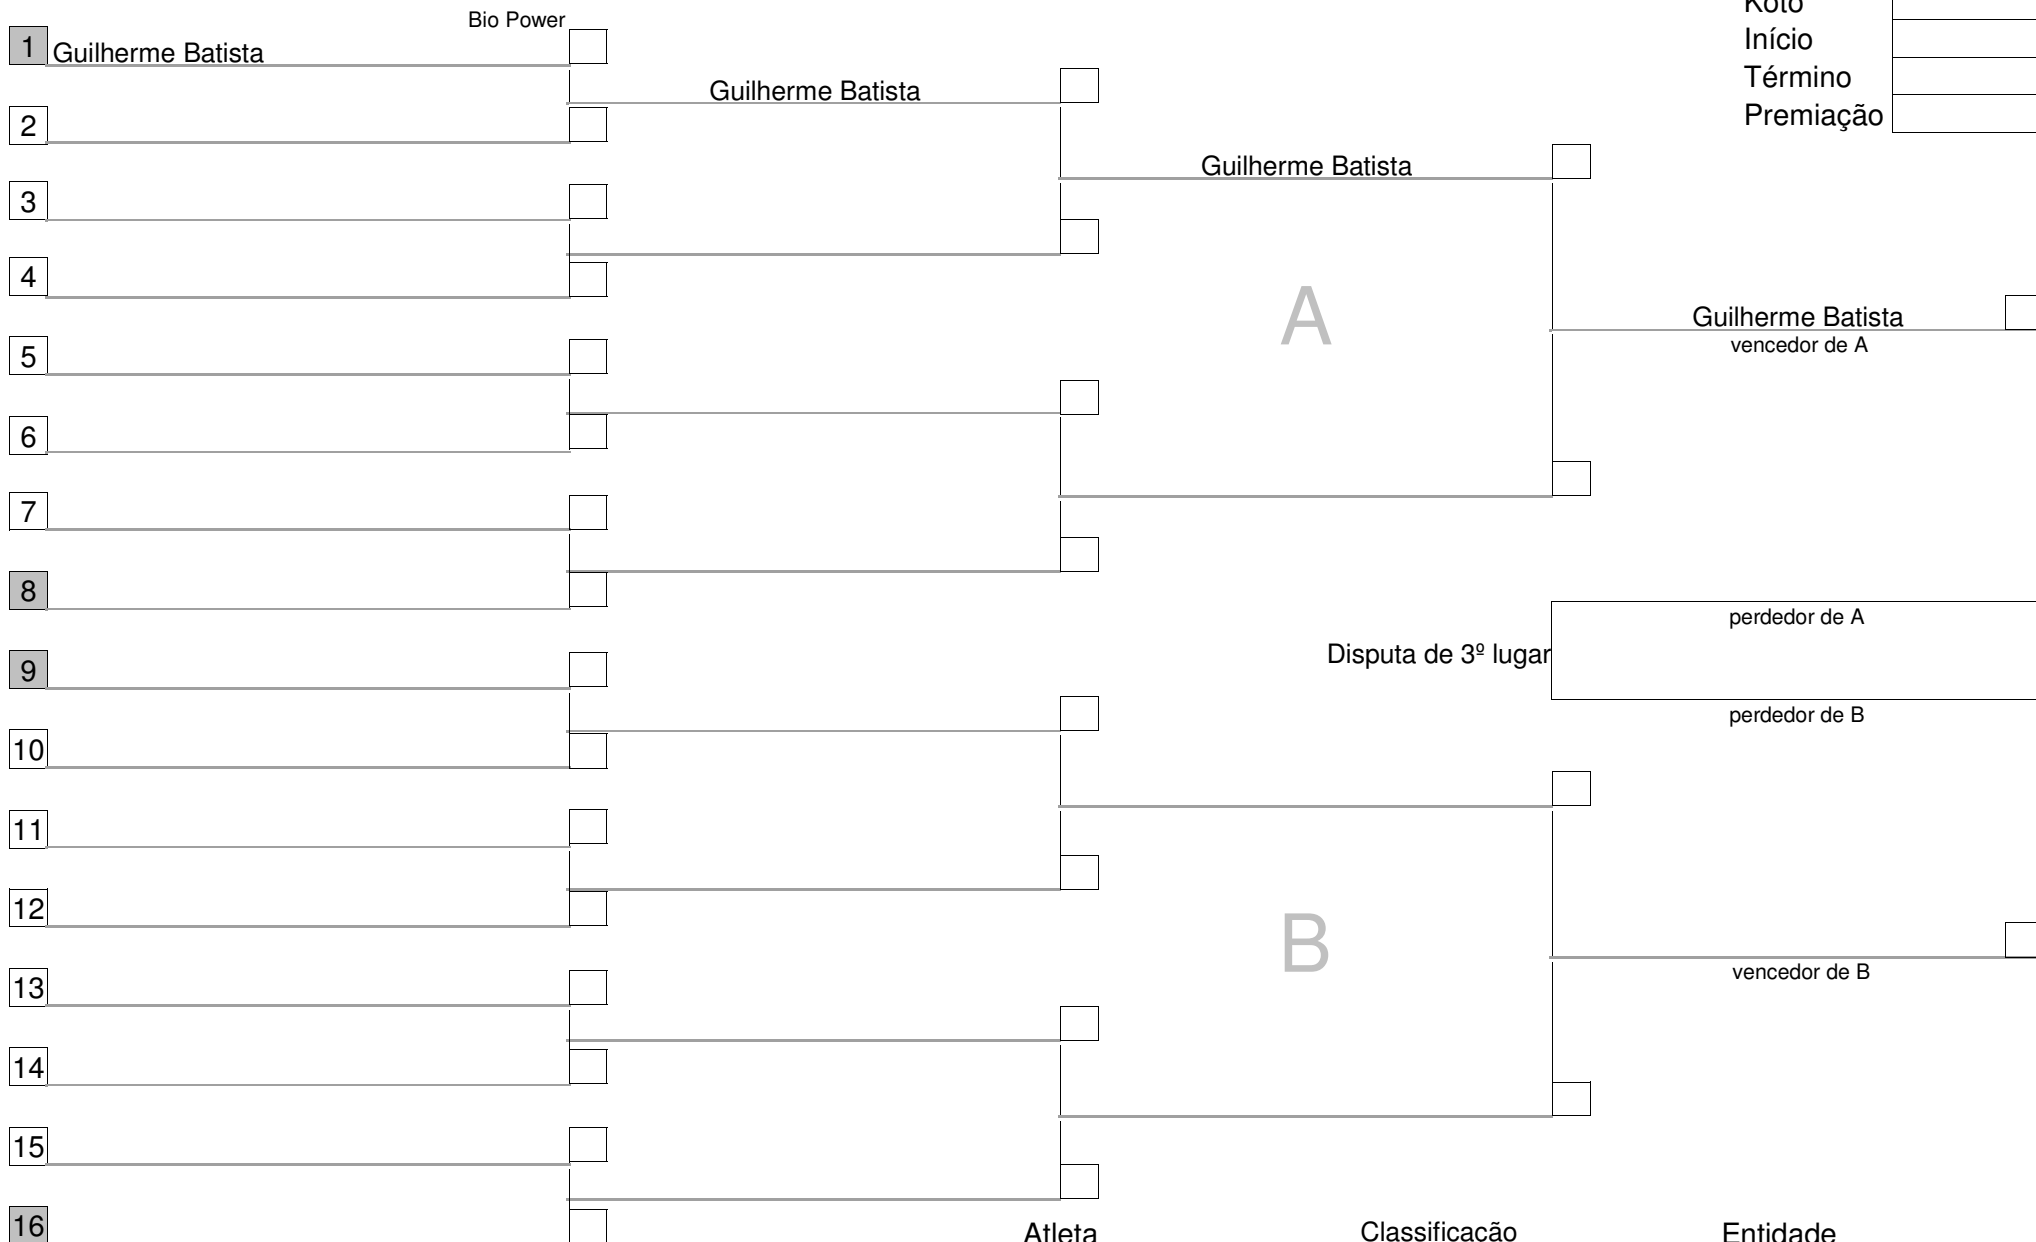 Bio Power
Koto
1 Guilherme Batista
Início
Guilherme Batista
Término
2
Premiação
Guilherme Batista
3
4
A
Guilherme Batista
5
vencedor de A
6
7
8
perdedor de A
9
Disputa de 3º lugar
perdedor de B
10
11
12
B
13
vencedor de B
14
15
16
Atleta
Classificação
Entidade